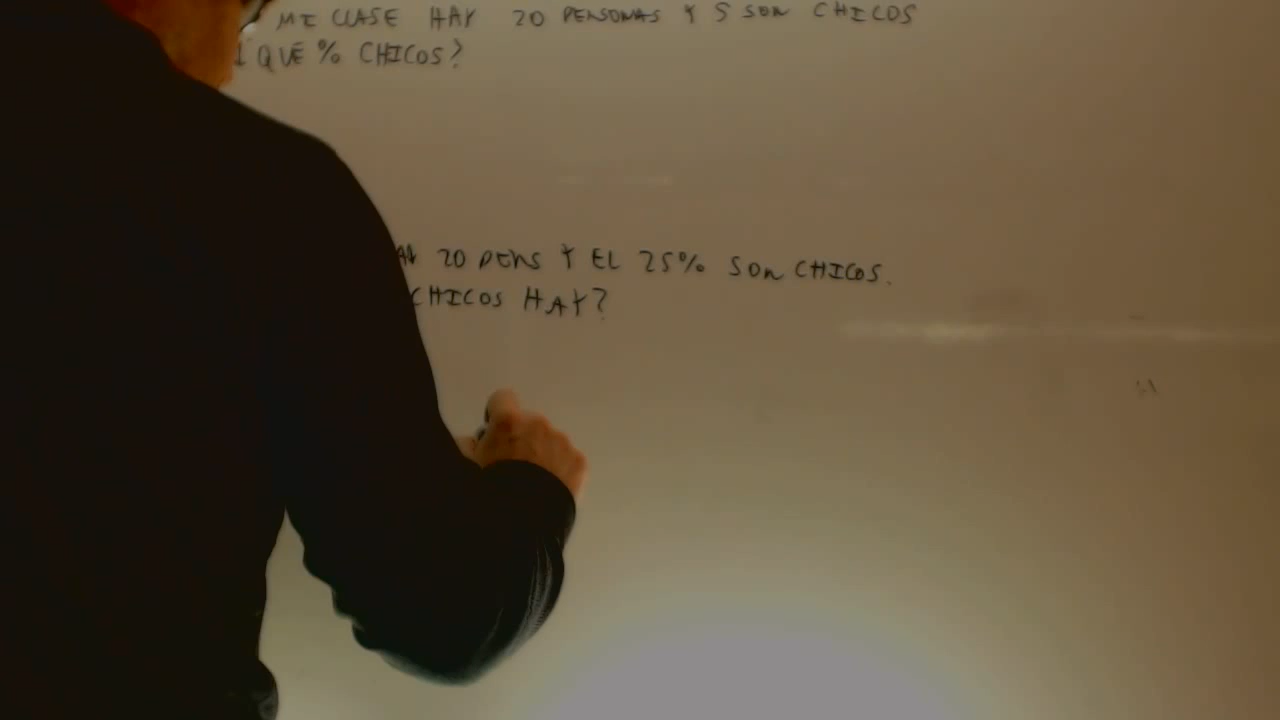 MI CLASE HAY 20 PERSONAS Y 5 SON CHICOS
¿QUÉ % CHICOS?
20 PERS Y EL 25% SON CHICOS.
CHICOS HAY?